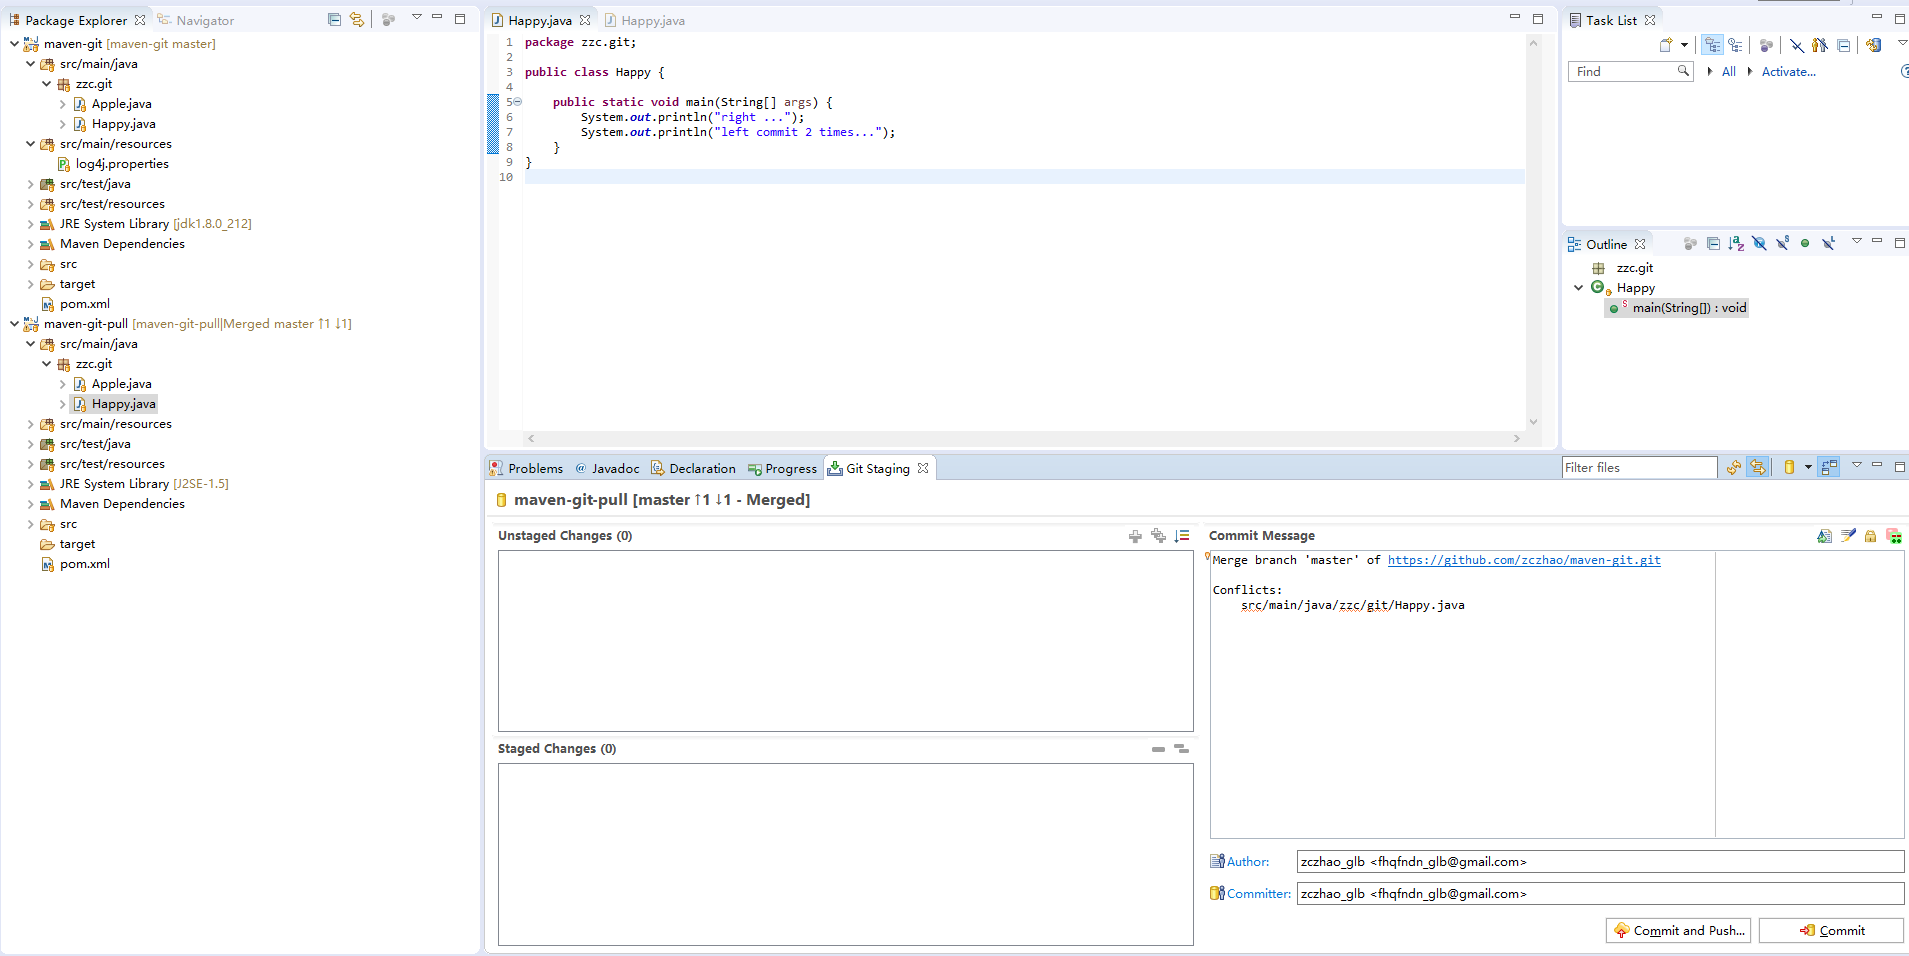 Package Explorer
Navigator
maven-git [maven-git master]
src/main/java
zzc.git
Apple.java
Happy.java
src/main/resources
log4j.properties
src/test/java
src/test/resources
JRE System Library [jdk1.8.0_212]
Maven Dependencies
src
target
pom.xml
maven-git-pull [maven-git-pull|Merged master ↑1 ↓1]
src/main/java
zzc.git
Apple.java
Happy.java
src/main/resources
src/test/java
src/test/resources
JRE System Library [J2SE-1.5]
Maven Dependencies
src
target
pom.xml
Happy.java
Happy.java
1 package zzc.git;
2
3 public class Happy {
4
5 public static void main(String[] args) {
6 System.out.println("right ...");
7 System.out.println("left commit 2 times...");
8 }
9 }
10
Task List
Find
All
Activate...
Outline
zzc.git
Happy
main(String[]) : void
Problems
@ Javadoc
Declaration
Progress
Git Staging
Filter files
maven-git-pull [master ↑1 ↓1 - Merged]
Unstaged Changes (0)
Staged Changes (0)
Commit Message
Merge branch 'master' of https://github.com/zczhao/maven-git.git
Conflicts:
src/main/java/zzc/git/Happy.java
Author: zczhao_glb <fhqfndn_glb@gmail.com>
Committer: zczhao_glb <fhqfndn_glb@gmail.com>
Commit and Push...
Commit